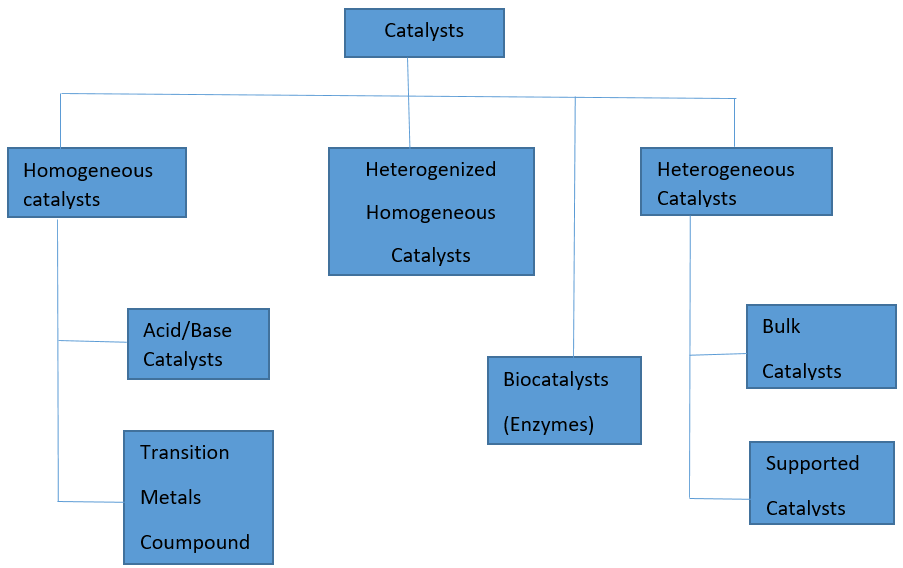 Catalysts
Homogeneous
catalysts
Heterogenized
Homogeneous
Catalysts
Heterogeneous
Catalysts
Acid/Base
Catalysts
Transition
Metals
Coumpound
Biocatalysts
(Enzymes)
Bulk
Catalysts
Supported
Catalysts